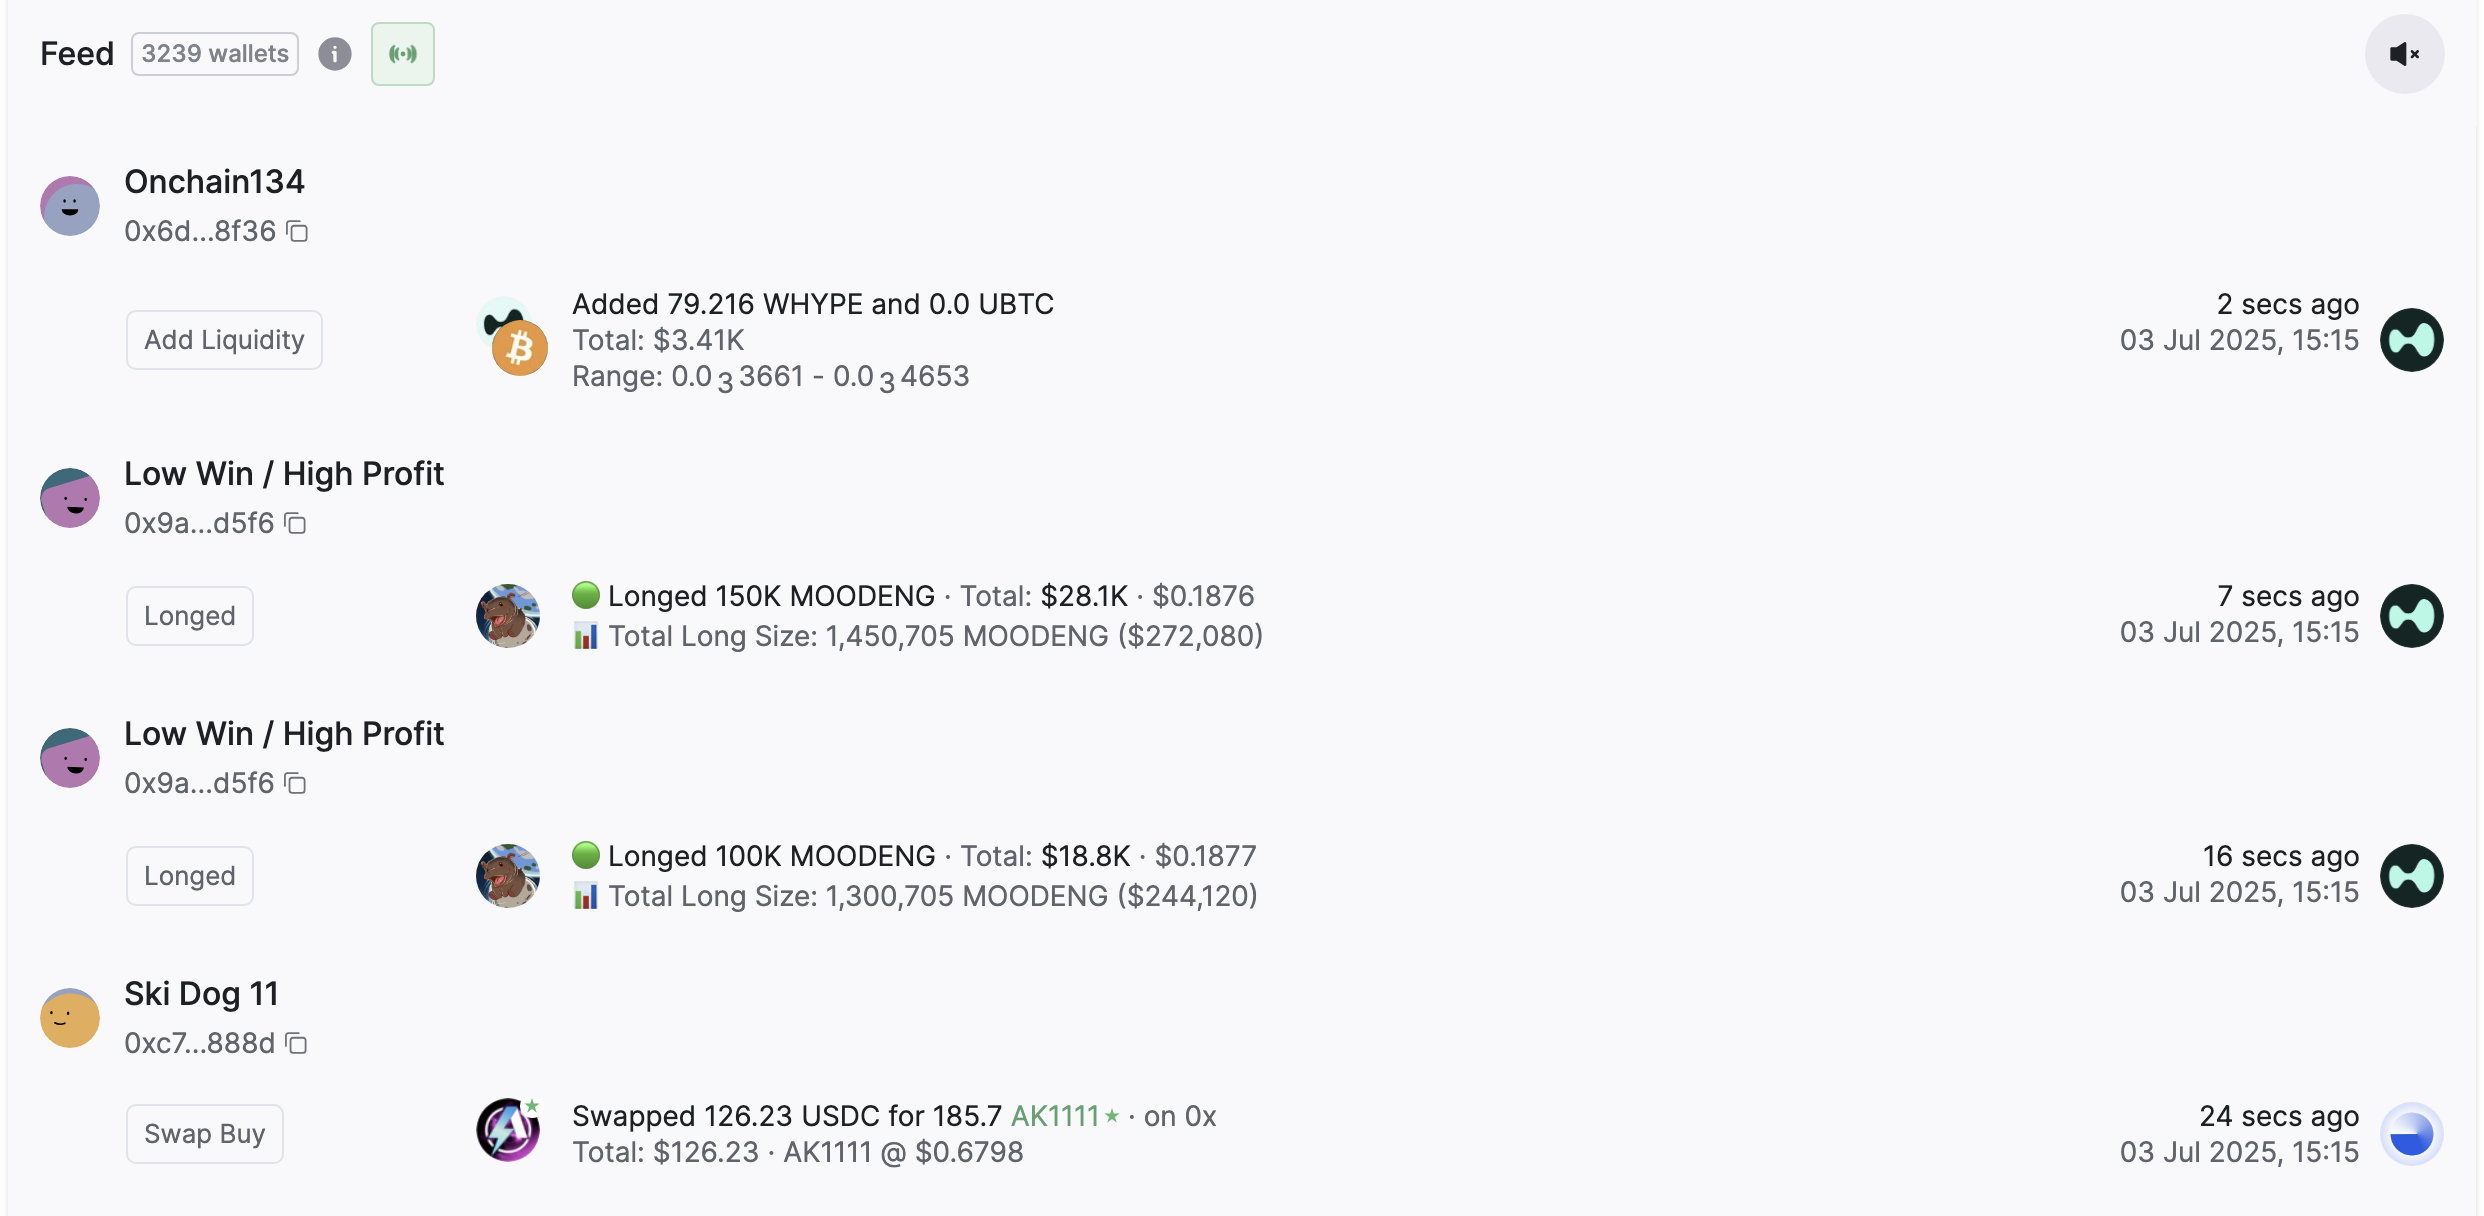 Feed 3239 wallets
Onchain134
0x6d...8f36
Add Liquidity
Added 79.216 WHYPE and 0.0 UBTC
Total: $3.41K
Range: 0.0₃3661 - 0.0₃4653
2 secs ago
03 Jul 2025, 15:15
Low Win / High Profit
0x9a...d5f6
Longed
🟢 Longed 150K MOODENG · Total: $28.1K · $0.1876
📊 Total Long Size: 1,450,705 MOODENG ($272,080)
7 secs ago
03 Jul 2025, 15:15
Low Win / High Profit
0x9a...d5f6
Longed
🟢 Longed 100K MOODENG · Total: $18.8K · $0.1877
📊 Total Long Size: 1,300,705 MOODENG ($244,120)
16 secs ago
03 Jul 2025, 15:15
Ski Dog 11
0xc7...888d
Swap Buy
Swapped 126.23 USDC for 185.7 AK1111★ · on 0x
Total: $126.23 · AK1111 @ $0.6798
24 secs ago
03 Jul 2025, 15:15